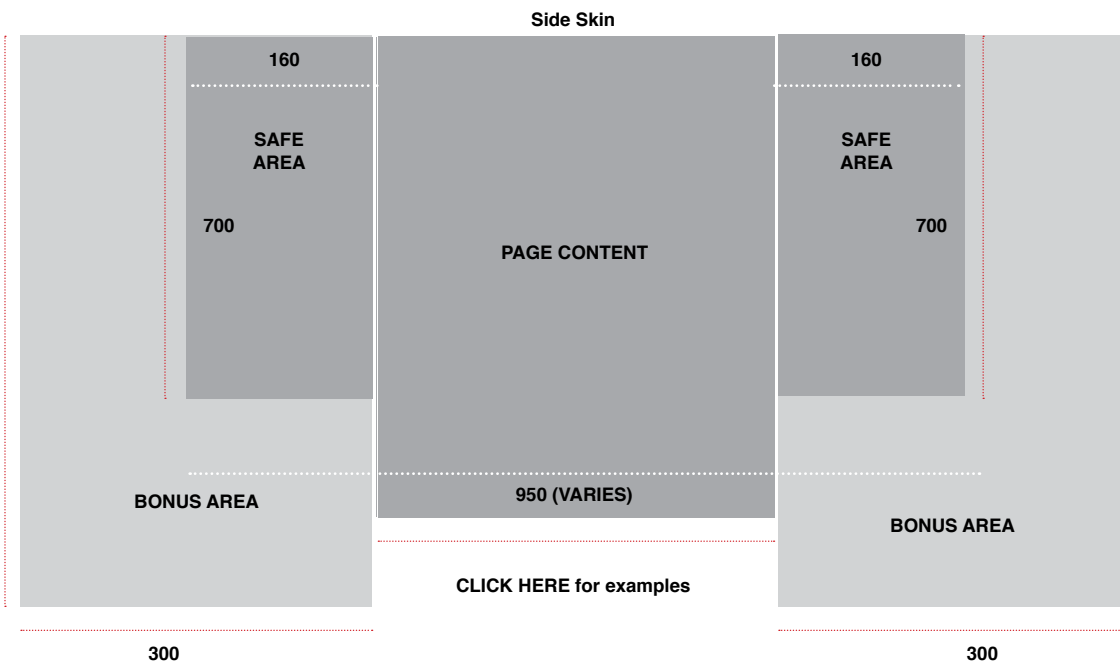 Side Skin
160
160
SAFE
AREA
SAFE
AREA
700
700
PAGE CONTENT
950 (VARIES)
BONUS AREA
BONUS AREA
CLICK HERE for examples
300
300